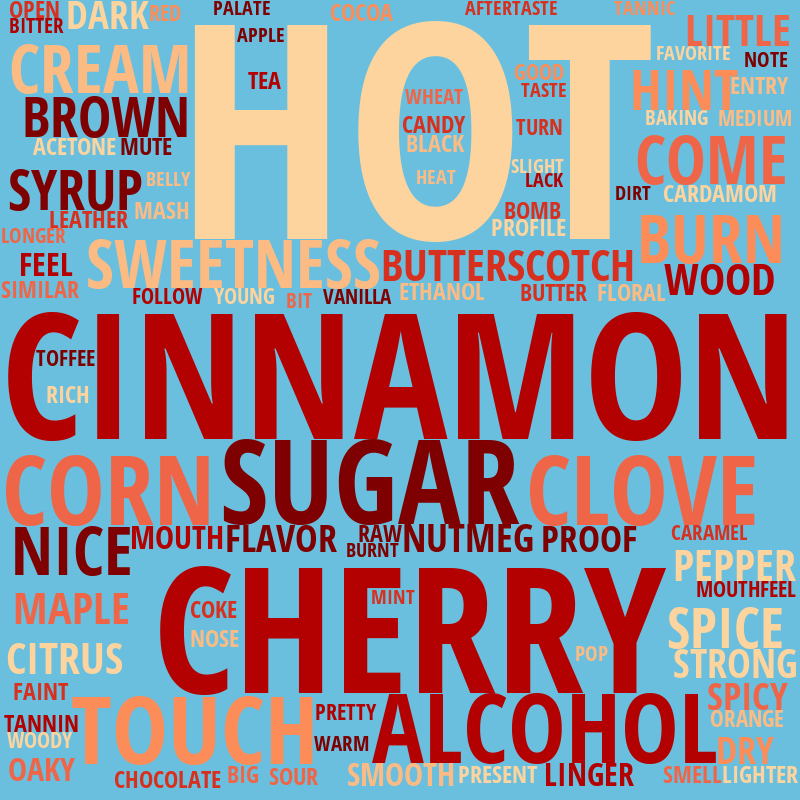 OPEN
BITTER
DARK
RED
PALATE
APPLE
COCOA
AFTERTASTE
TANNIC
LITTLE
FAVORITE
NOTE
CREAM
HOT
TEA
WHEAT
CANDY
BLACK
HEAT
GOOD
TASTE
TURN
SLIGHT
LACK
BOMB
PROFILE
HINT
ENTRY
BAKING
MEDIUM
BROWN
ACETONE
MUTE
COME
DIRT
CARDAMOM
SYRUP
BELLY
MASH
LEATHER
LONGER
BURN
SWEETNESS
BUTTERSCOTCH
WOOD
FEEL
SIMILAR
FOLLOW
YOUNG
BIT
VANILLA
ETHANOL
BUTTER
FLORAL
CINNAMON
TOFFEE
RICH
CORN
SUGAR
CLOVE
NICE
MOUTH
FLAVOR
RAW
BURNT
NUTMEG
PROOF
CARAMEL
PEPPER
MOUTHFEEL
CHERRY
COKE
NOSE
MINT
POP
MAPLE
SPICE
CITRUS
STRONG
FAINT
TANNIN
WOODY
TOUCH
PRETTY
WARM
ALCOHOL
SPICY
ORANGE
DRY
OAKY
CHOCOLATE
BIG
SOUR
SMOOTH
PRESENT
LINGER
SMELL
LIGHTER